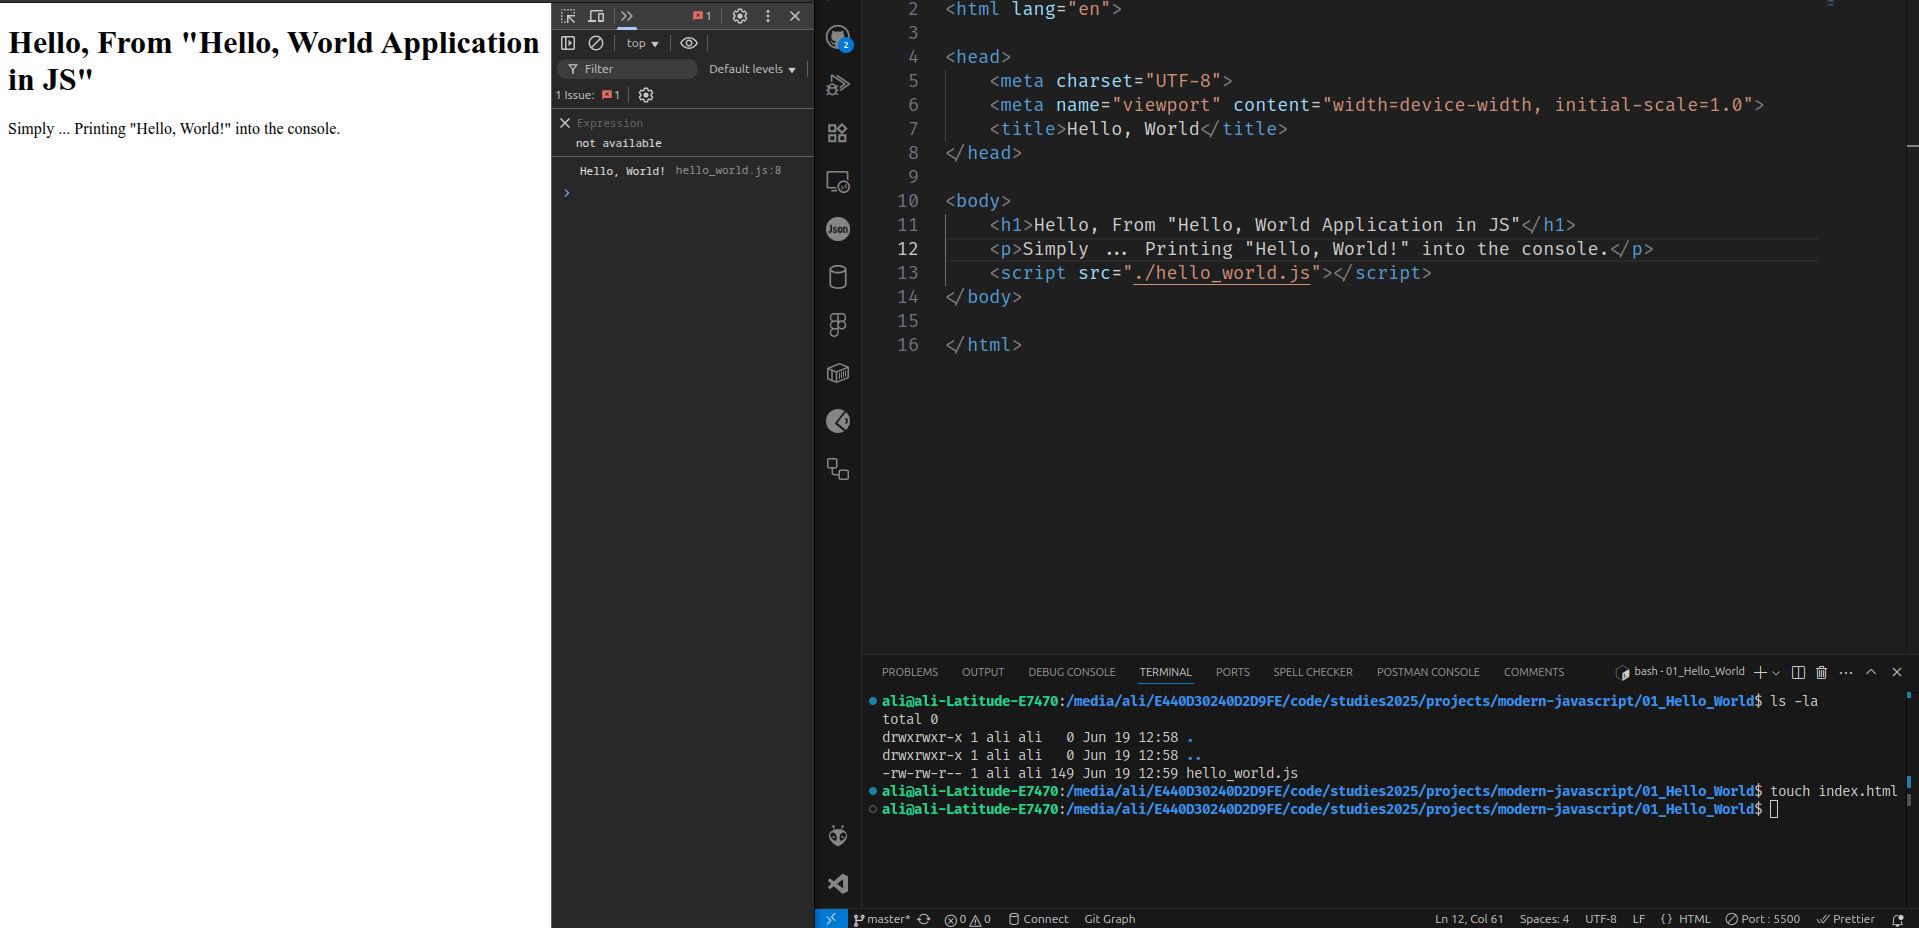 Hello, From "Hello, World Application
in JS"
Simply ... Printing "Hello, World!" into the console.
1
top
Filter
Default levels
1 Issue: 1
Expression
not available
Hello, World! hello_world.js:8
2
Json
2 <html lang="en">
3
4 <head>
5 <meta charset="UTF-8">
6 <meta name="viewport" content="width=device-width, initial-scale=1.0">
7 <title>Hello, World</title>
8 </head>
9
10 <body>
11 <h1>Hello, From "Hello, World Application in JS"</h1>
12 <p>Simply ... Printing "Hello, World!" into the console.</p>
13 <script src="./hello_world.js"></script>
14 </body>
15
16 </html>
PROBLEMS OUTPUT DEBUG CONSOLE TERMINAL PORTS SPELL CHECKER POSTMAN CONSOLE COMMENTS bash - 01_Hello_World
ali@ali-Latitude-E7470:/media/ali/E440D30240D2D9FE/code/studies2025/projects/modern-javascript/01_Hello_World$ ls -la
total 0
drwxrwxr-x 1 ali ali 0 Jun 19 12:58 .
drwxrwxr-x 1 ali ali 0 Jun 19 12:58 ..
-rw-rw-r-- 1 ali ali 149 Jun 19 12:59 hello_world.js
ali@ali-Latitude-E7470:/media/ali/E440D30240D2D9FE/code/studies2025/projects/modern-javascript/01_Hello_World$ touch index.html
ali@ali-Latitude-E7470:/media/ali/E440D30240D2D9FE/code/studies2025/projects/modern-javascript/01_Hello_World$
master* 0 0 Connect Git Graph Ln 12, Col 61 Spaces: 4 UTF-8 LF {} HTML Port : 5500 Prettier